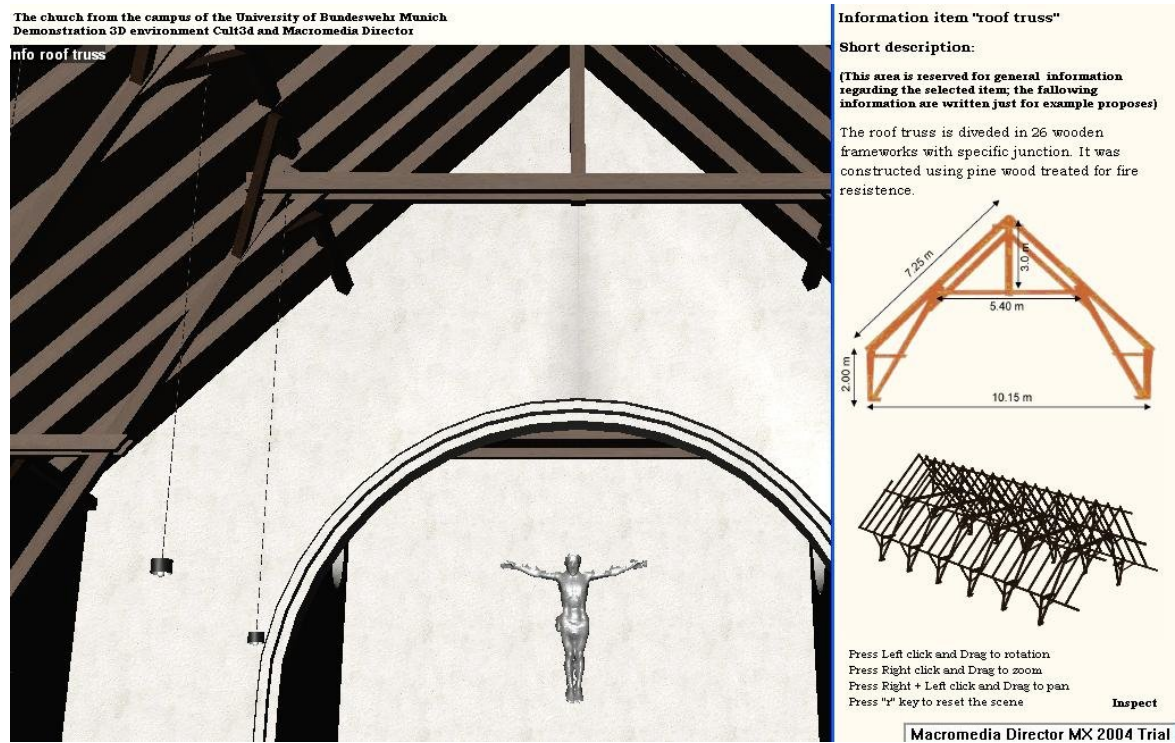 The church from the campus of the University of Bundeswehr Munich
Demonstration 3D environment Cult3d and Macromedia Director
Info roof truss
Information item "roof truss"
Short description:
(This area is reserved for general information
regarding the selected item; the fallowing
information are written just for example proposes)
The roof truss is diveded in 26 wooden
frameworks with specific junction. It was
constructed using pine wood treated for fire
resistence.
7.25 m
3.0 m
5.40 m
2.00 m
10.15 m
Press Left click and Drag to rotation
Press Right click and Drag to zoom
Press Right + Left click and Drag to pan
Press "r" key to reset the scene
Inspect
Macromedia Director MX 2004 Trial